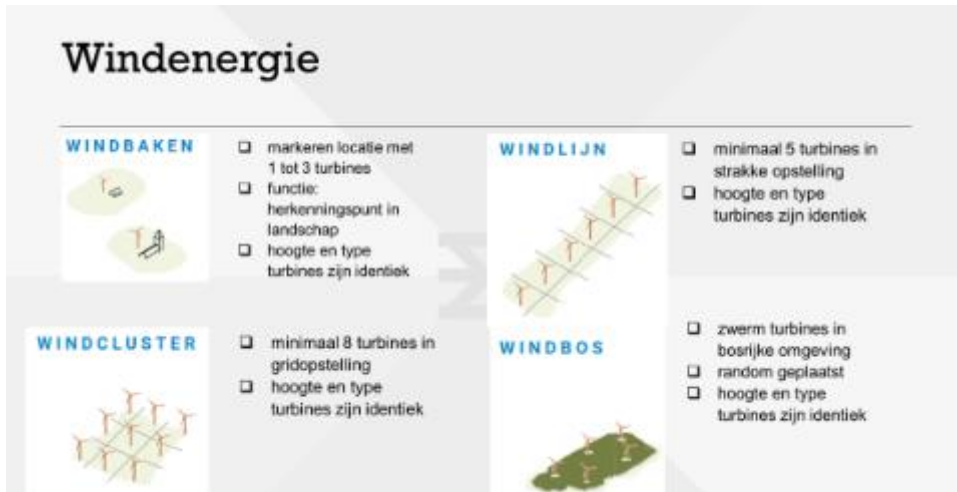 Windenergie
WINDBAKEN
❑ markeren locatie met
1 tot 3 turbines
❑ functie:
herkenningspunt in
landschap
❑ hoogte en type
turbines zijn identiek
WINDLIJN
❑ minimaal 5 turbines in
strakke opstelling
❑ hoogte en type
turbines zijn identiek
WINDCLUSTER
❑ minimaal 8 turbines in
gridopstelling
❑ hoogte en type
turbines zijn identiek
WINDBOS
❑ zwerm turbines in
bosrijke omgeving
❑ random geplaatst
❑ hoogte en type
turbines zijn identiek